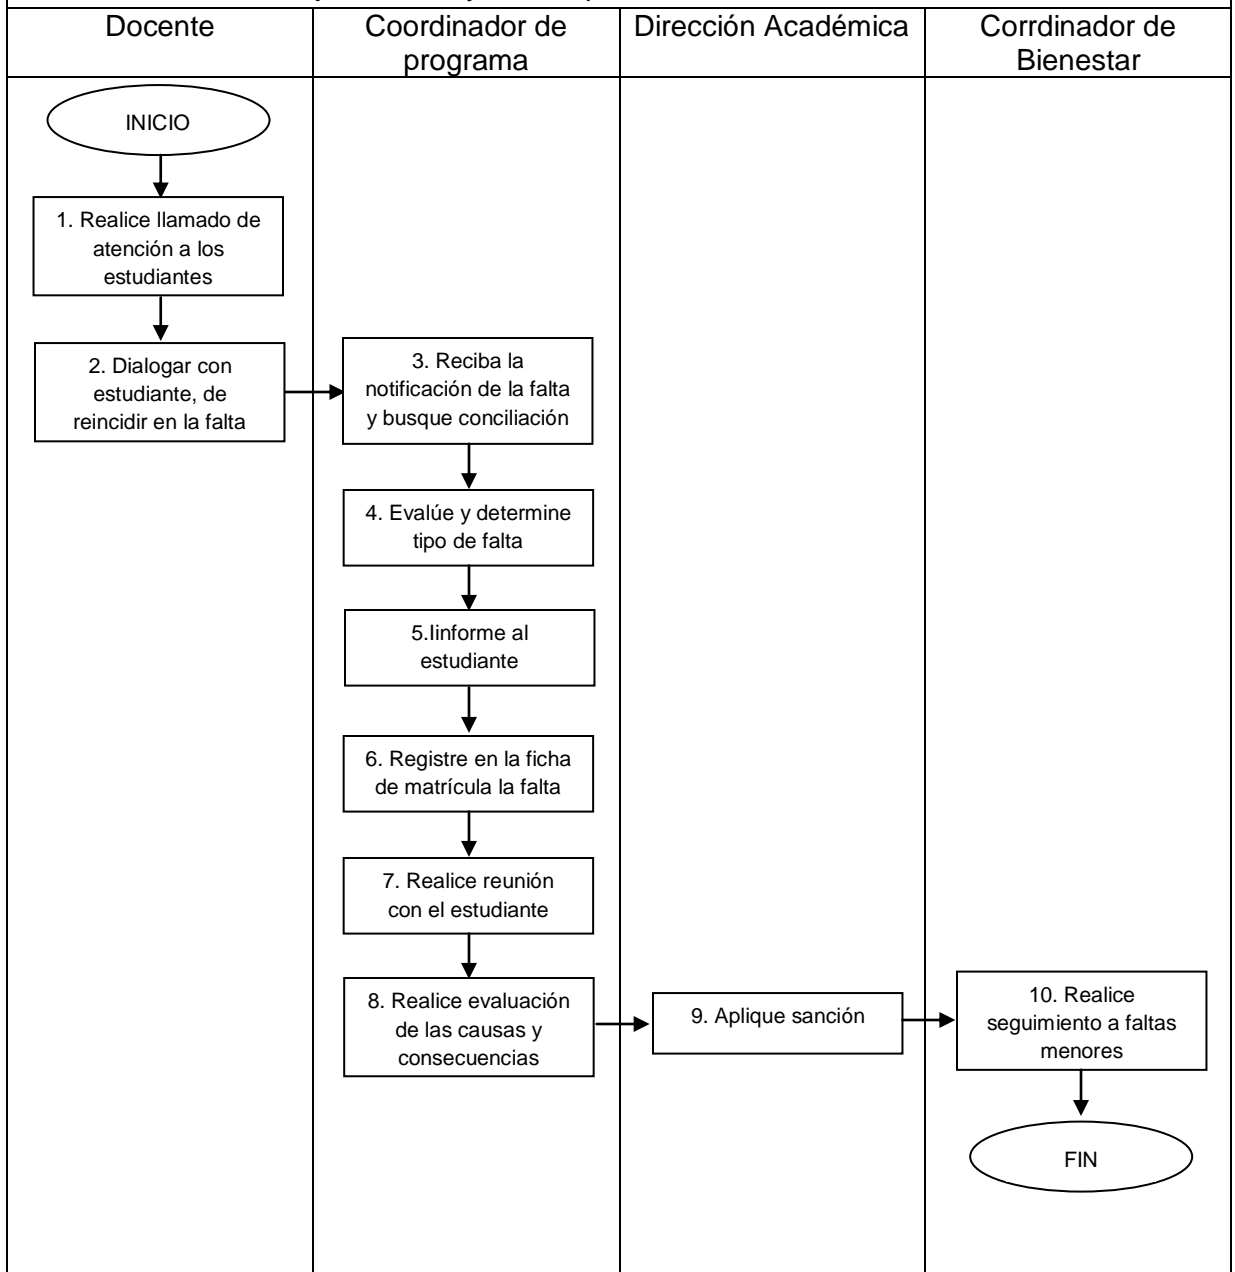 Docente
Coordinador de
programa
Dirección Académica
Corrdinador de
Bienestar
INICIO
1. Realice llamado de
atención a los
estudiantes
2. Dialogar con
estudiante, de
reincidir en la falta
3. Reciba la
notificación de la falta
y busque conciliación
4. Evalúe y determine
tipo de falta
5.Iinforme al
estudiante
6. Registre en la ficha
de matrícula la falta
7. Realice reunión
con el estudiante
8. Realice evaluación
de las causas y
consecuencias
9. Aplique sanción
10. Realice
seguimiento a faltas
menores
FIN